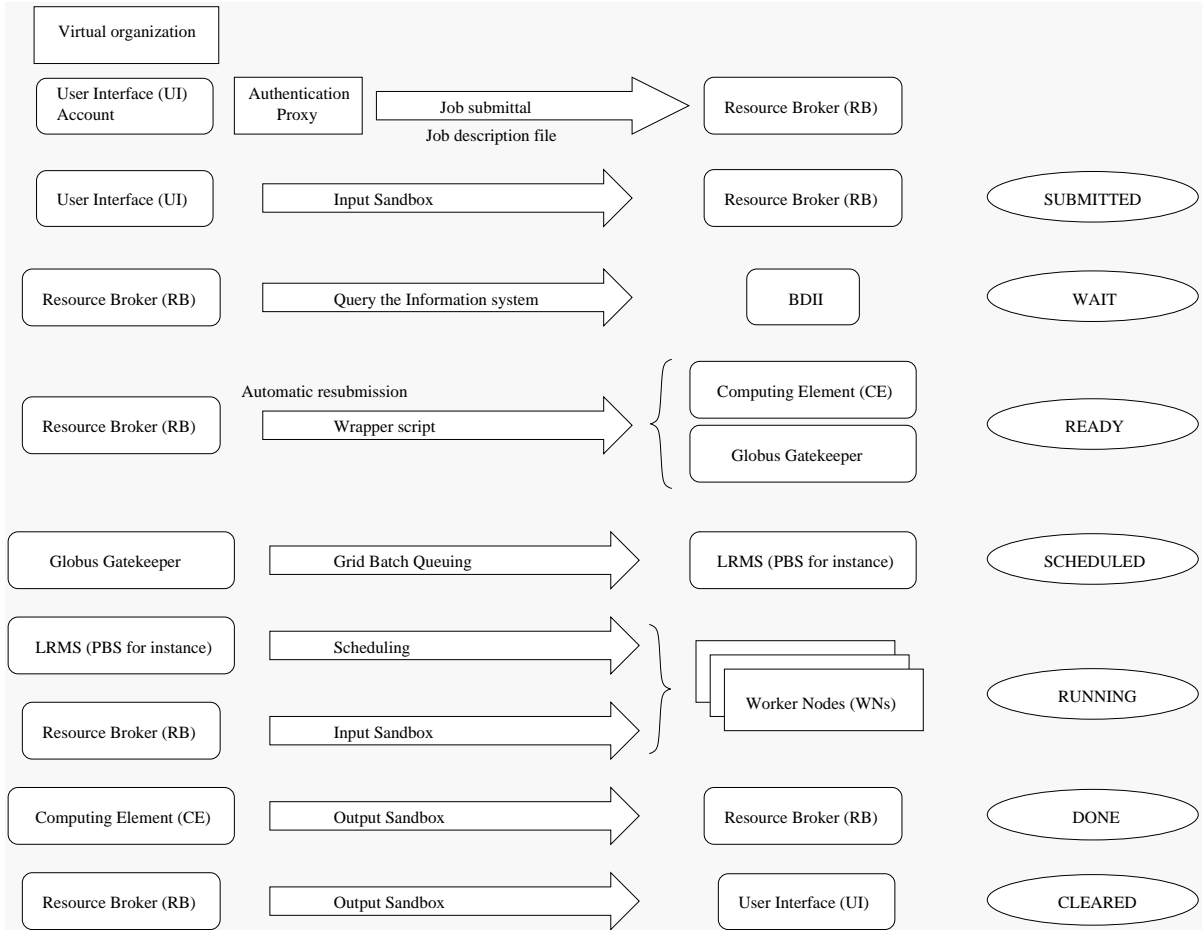 Virtual organization
User Interface (UI)
Account
Authentication
Proxy
Job submittal
Job description file
Resource Broker (RB)
User Interface (UI)
Input Sandbox
Resource Broker (RB)
SUBMITTED
Resource Broker (RB)
Query the Information system
BDII
WAIT
Resource Broker (RB)
Automatic resubmission
Wrapper script
Computing Element (CE)
Globus Gatekeeper
READY
Globus Gatekeeper
Grid Batch Queuing
LRMS (PBS for instance)
SCHEDULED
LRMS (PBS for instance)
Scheduling
Resource Broker (RB)
Input Sandbox
Worker Nodes (WNs)
RUNNING
Computing Element (CE)
Output Sandbox
Resource Broker (RB)
DONE
Resource Broker (RB)
Output Sandbox
User Interface (UI)
CLEARED